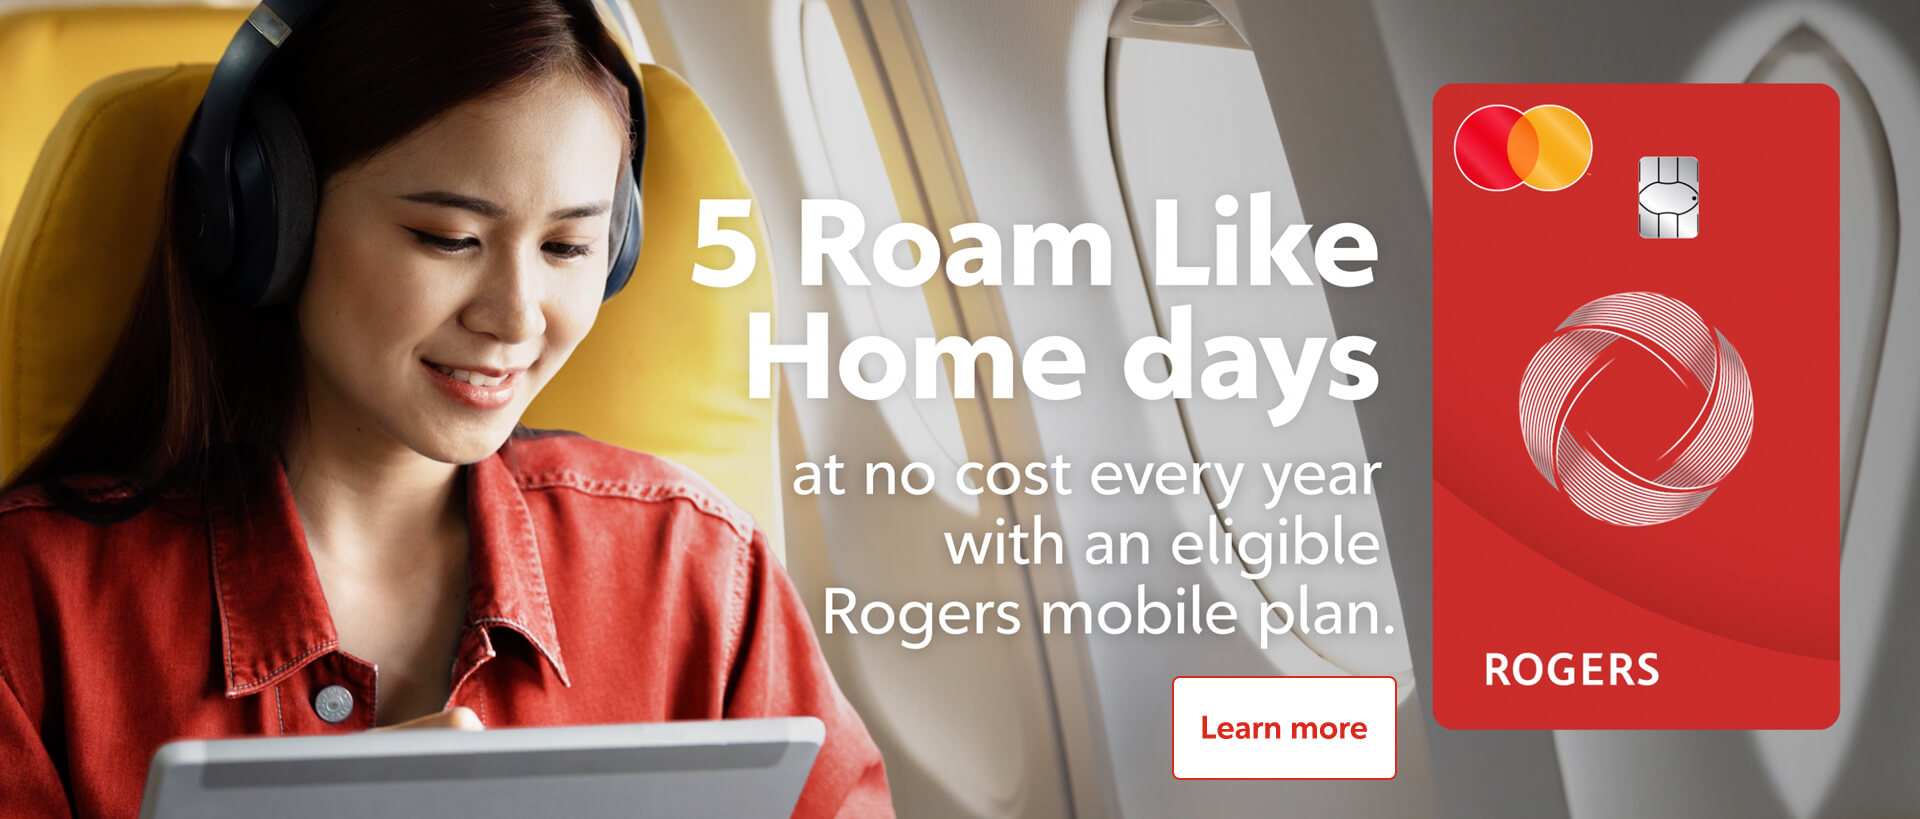 5 Roam Like
Home days
at no cost every year
with an eligible
Rogers mobile plan.
Learn more
ROGERS